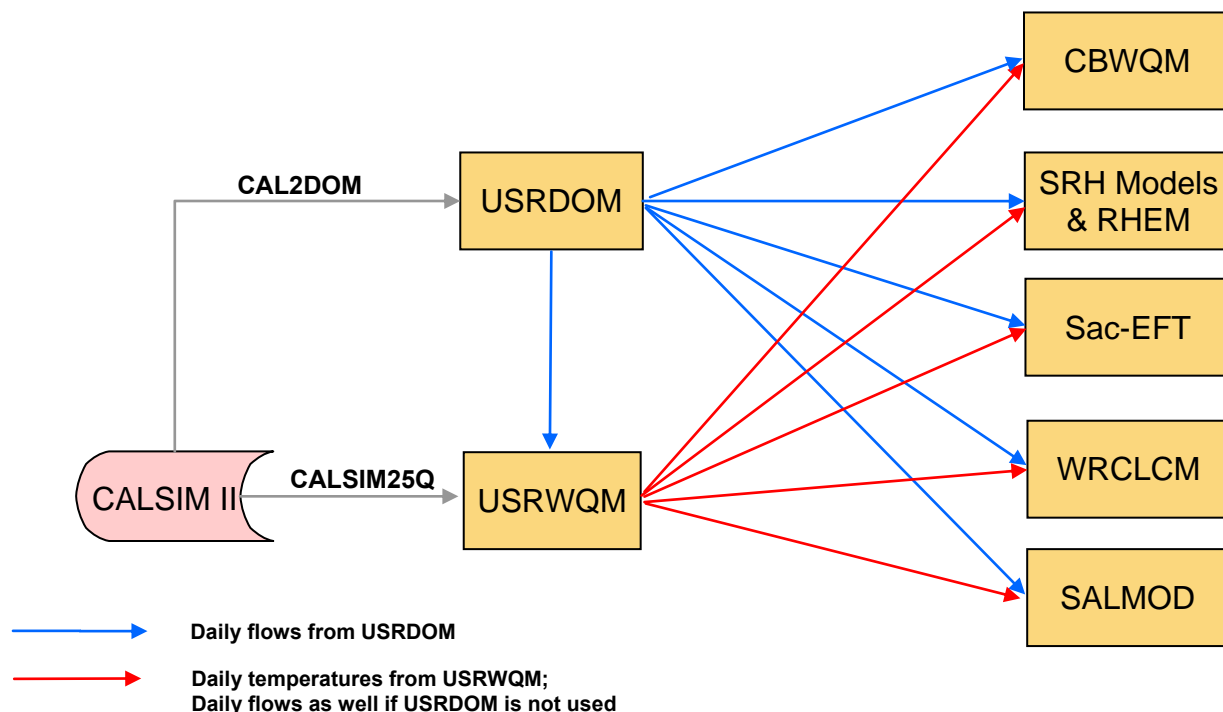 CBWQM
CAL2DOM
USRDOM
SRH Models
& RHEM
Sac-EFT
CALSIM II
CALSIM25Q
USRWQM
WRCLCM
SALMOD
Daily flows from USRDOM
Daily temperatures from USRWQM;
Daily flows as well if USRDOM is not used